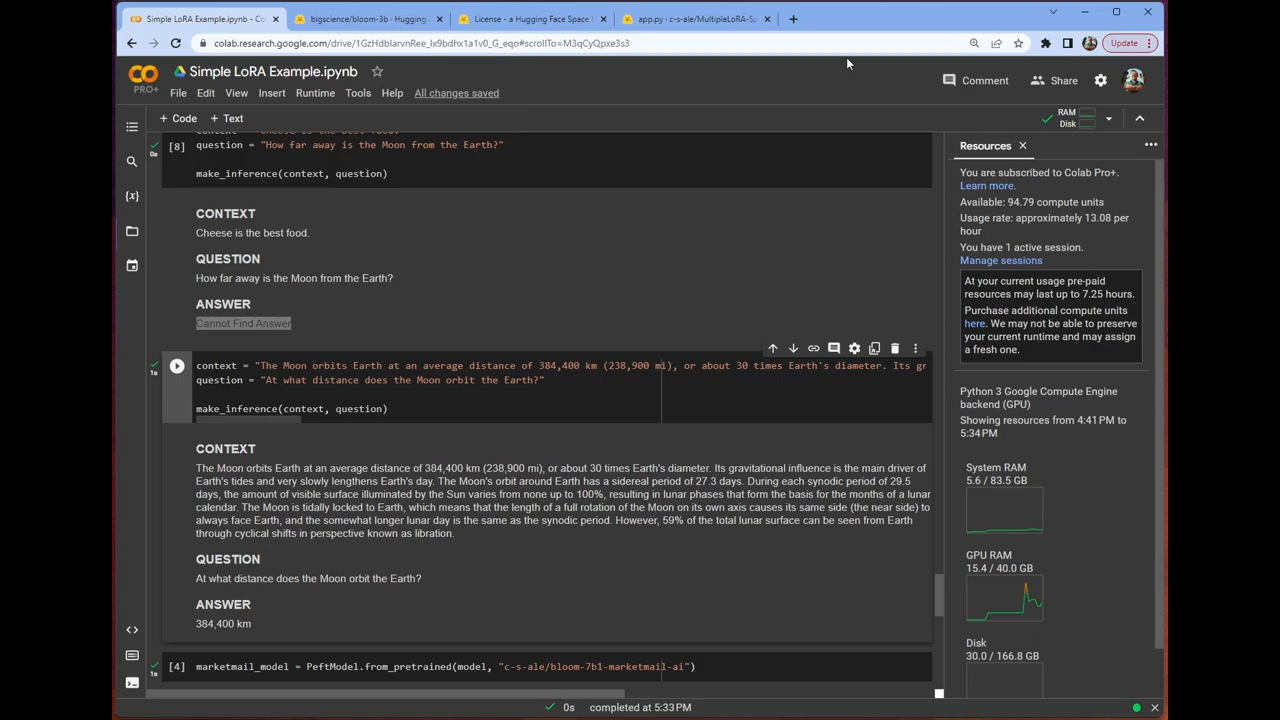 Simple LoRA Example.ipynb - Co
bigscience/bloom-3b · Hugging
License - a Hugging Face Space
app.py · c-s-ale/MultipleLoRA-Sp
colab.research.google.com/drive/1GzHdbIarvnRee_lx9bdhx1a1v0_G_eqo#scrollTo=M3qCyQpxe3s3
Update
Simple LoRA Example.ipynb
PRO+
File Edit View Insert Runtime Tools Help All changes saved
Comment
Share
+ Code + Text
RAM
Disk
context = "Cheese is the best food."
[8] question = "How far away is the Moon from the Earth?"
0s
make_inference(context, question)
CONTEXT
Cheese is the best food.
QUESTION
How far away is the Moon from the Earth?
ANSWER
Cannot Find Answer
context = "The Moon orbits Earth at an average distance of 384,400 km (238,900 mi), or about 30 times Earth's diameter. Its gr
1s
question = "At what distance does the Moon orbit the Earth?"
make_inference(context, question)
CONTEXT
The Moon orbits Earth at an average distance of 384,400 km (238,900 mi), or about 30 times Earth's diameter. Its gravitational influence is the main driver of
Earth's tides and very slowly lengthens Earth's day. The Moon's orbit around Earth has a sidereal period of 27.3 days. During each synodic period of 29.5
days, the amount of visible surface illuminated by the Sun varies from none up to 100%, resulting in lunar phases that form the basis for the months of a lunar
calendar. The Moon is tidally locked to Earth, which means that the length of a full rotation of the Moon on its own axis causes its same side (the near side) to
always face Earth, and the somewhat longer lunar day is the same as the synodic period. However, 59% of the total lunar surface can be seen from Earth
through cyclical shifts in perspective known as libration.
QUESTION
At what distance does the Moon orbit the Earth?
ANSWER
384,400 km
[4] marketmail_model = PeftModel.from_pretrained(model, "c-s-ale/bloom-7b1-marketmail-ai")
1s
Resources
You are subscribed to Colab Pro+.
Learn more.
Available: 94.79 compute units
Usage rate: approximately 13.08 per
hour
You have 1 active session.
Manage sessions
At your current usage pre-paid
resources may last up to 7.25 hours.
Purchase additional compute units
here. We may not be able to preserve
your current runtime and may assign
a fresh one.
Python 3 Google Compute Engine
backend (GPU)
Showing resources from 4:41 PM to
5:34 PM
System RAM
5.6 / 83.5 GB
GPU RAM
15.4 / 40.0 GB
Disk
30.0 / 166.8 GB
0s completed at 5:33 PM